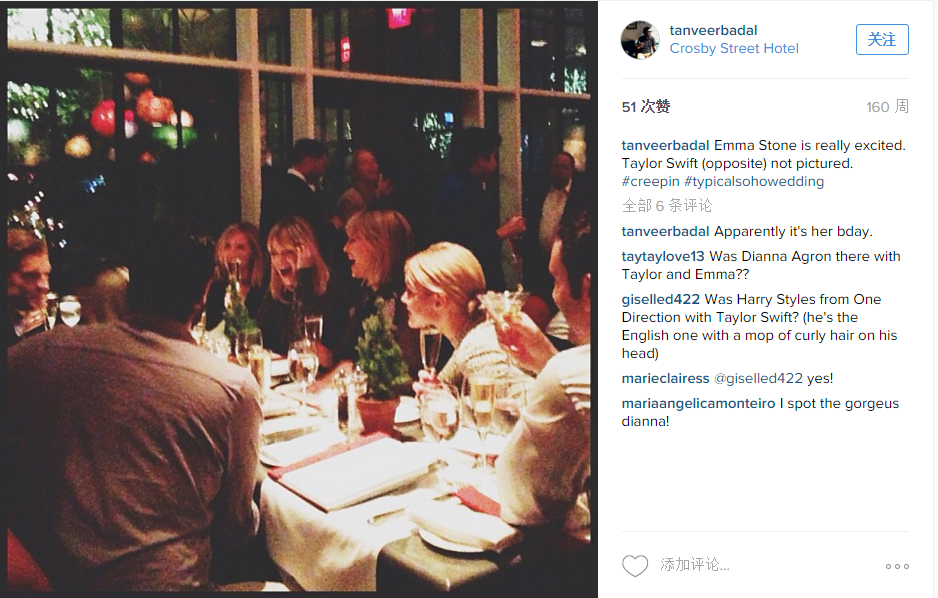 tanveerbadal
Crosby Street Hotel
关注
51 次赞
160 周
tanveerbadal Emma Stone is really excited.
Taylor Swift (opposite) not pictured.
#creepin #typicalsohowedding
全部 6 条评论
tanveerbadal Apparently it's her bday.
taytaylove13 Was Dianna Agron there with
Taylor and Emma??
giselled422 Was Harry Styles from One
Direction with Taylor Swift? (he's the
English one with a mop of curly hair on his
head)
marieclairess @giselled422 yes!
mariaangelicamonteiro I spot the gorgeus
dianna!
添加评论...